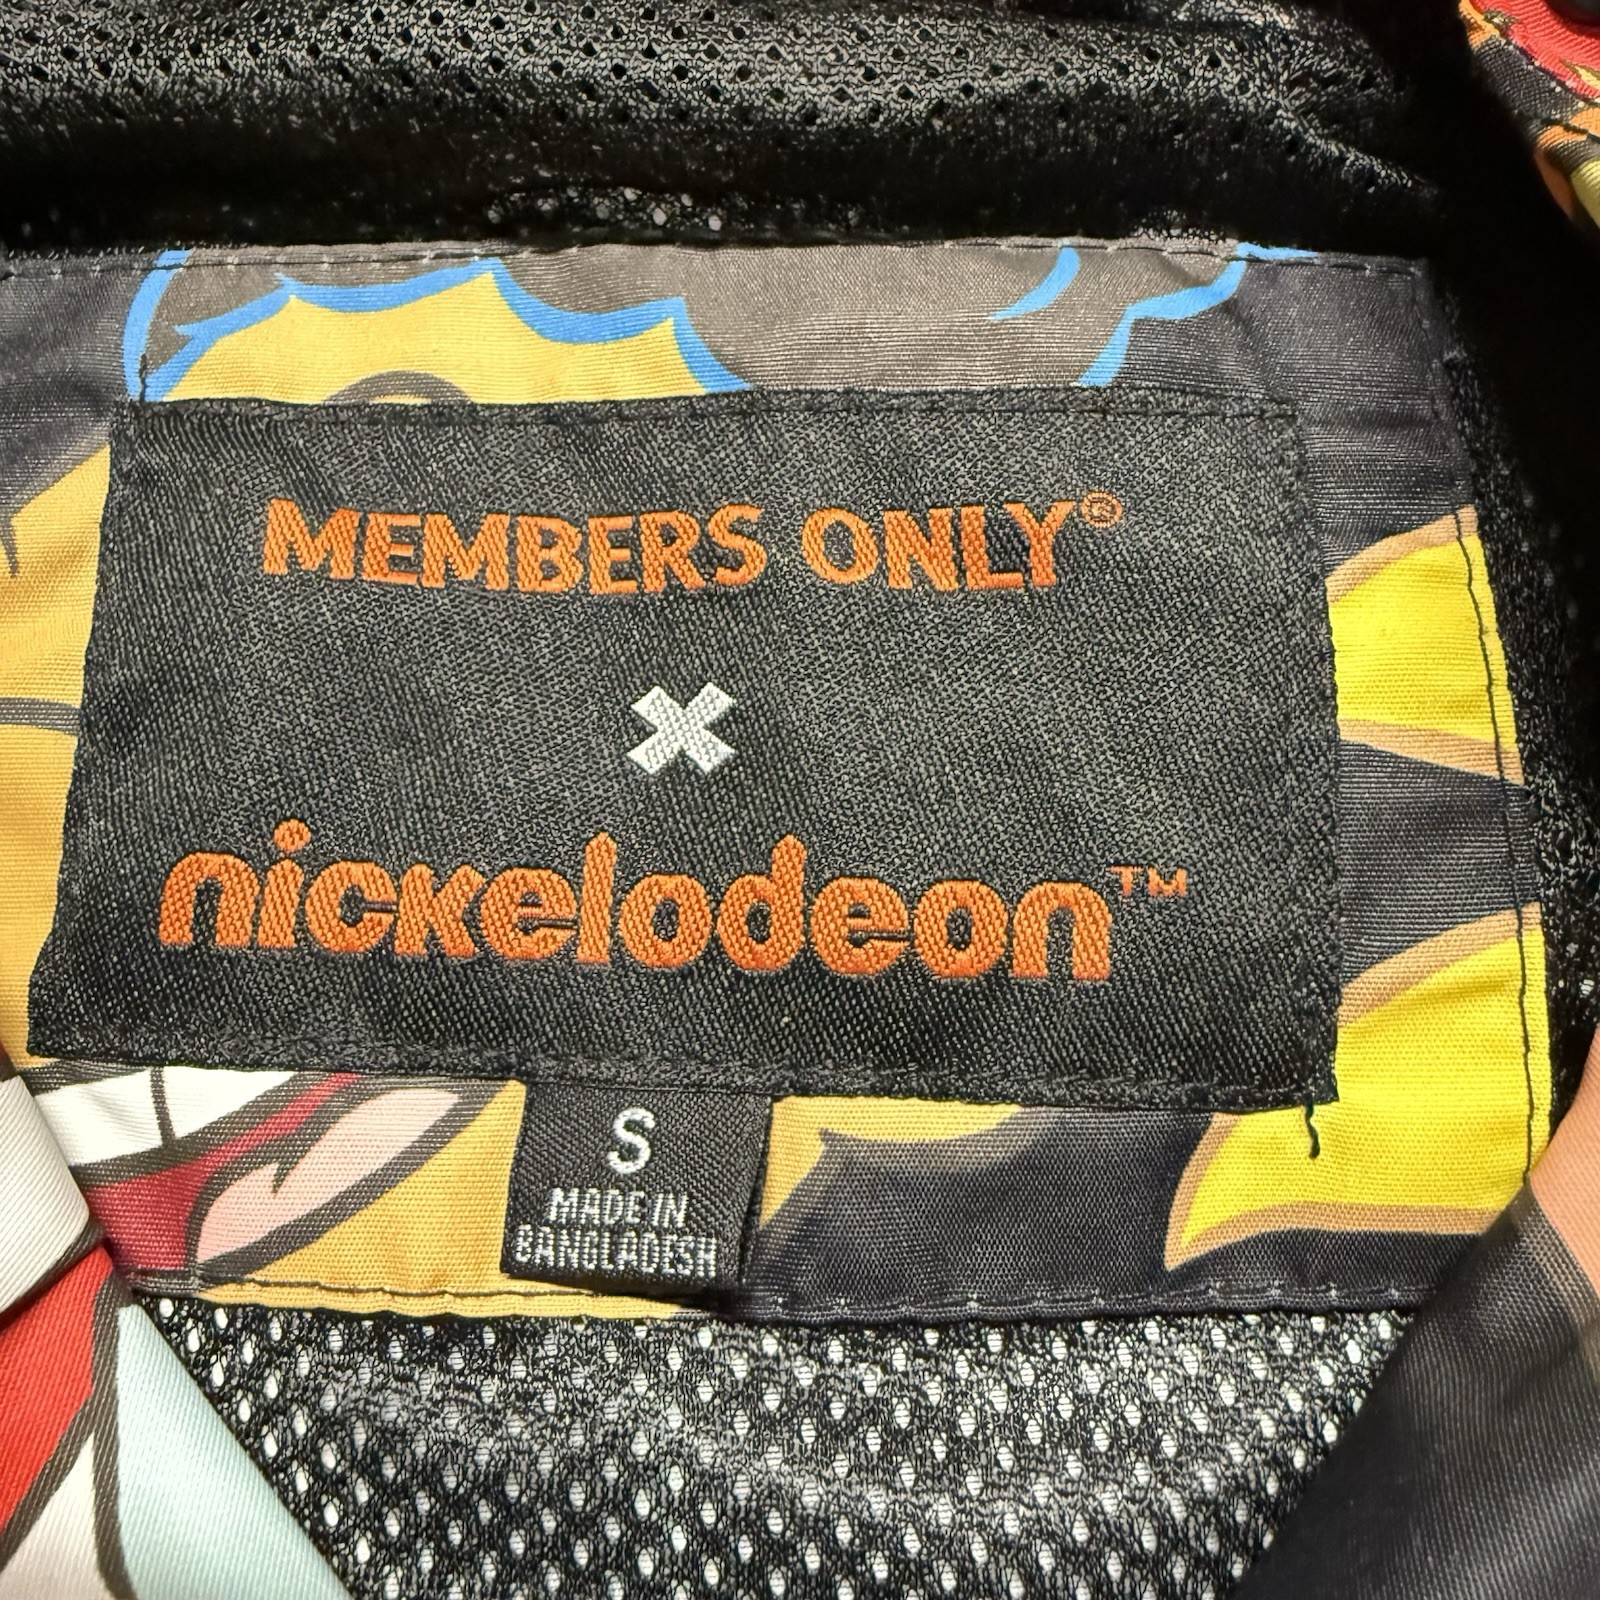 MEMBERS ONLY®
×
nickelodeon™
S
MADE IN
BANGLADESH